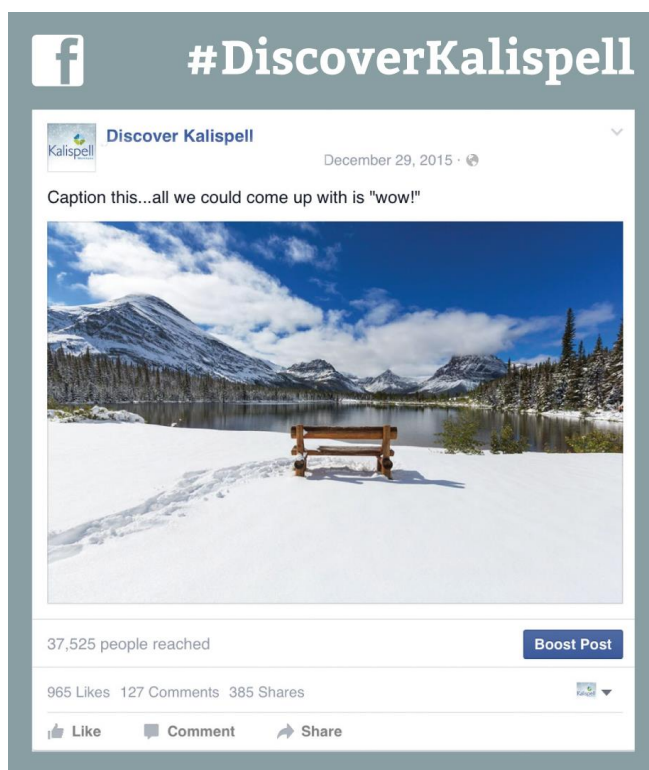 f #DiscoverKalispell
Kalispell
Discover Kalispell
December 29, 2015 ·
Caption this...all we could come up with is "wow!"
37,525 people reached
Boost Post
965 Likes 127 Comments 385 Shares
Like Comment Share